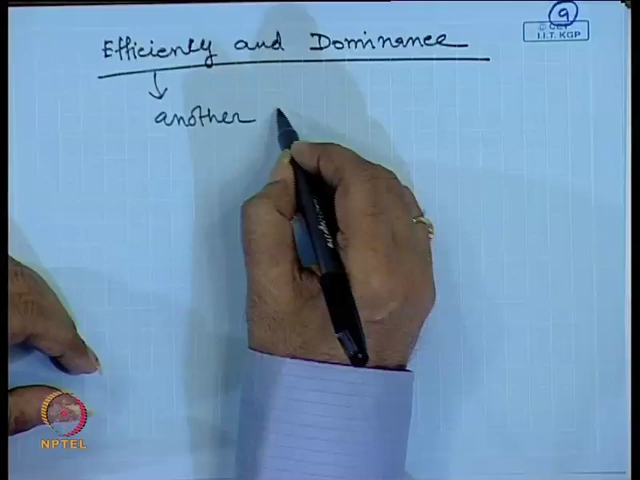 9
© CET
I.I.T. KGP
Efficiency and Dominance
another
NPTEL